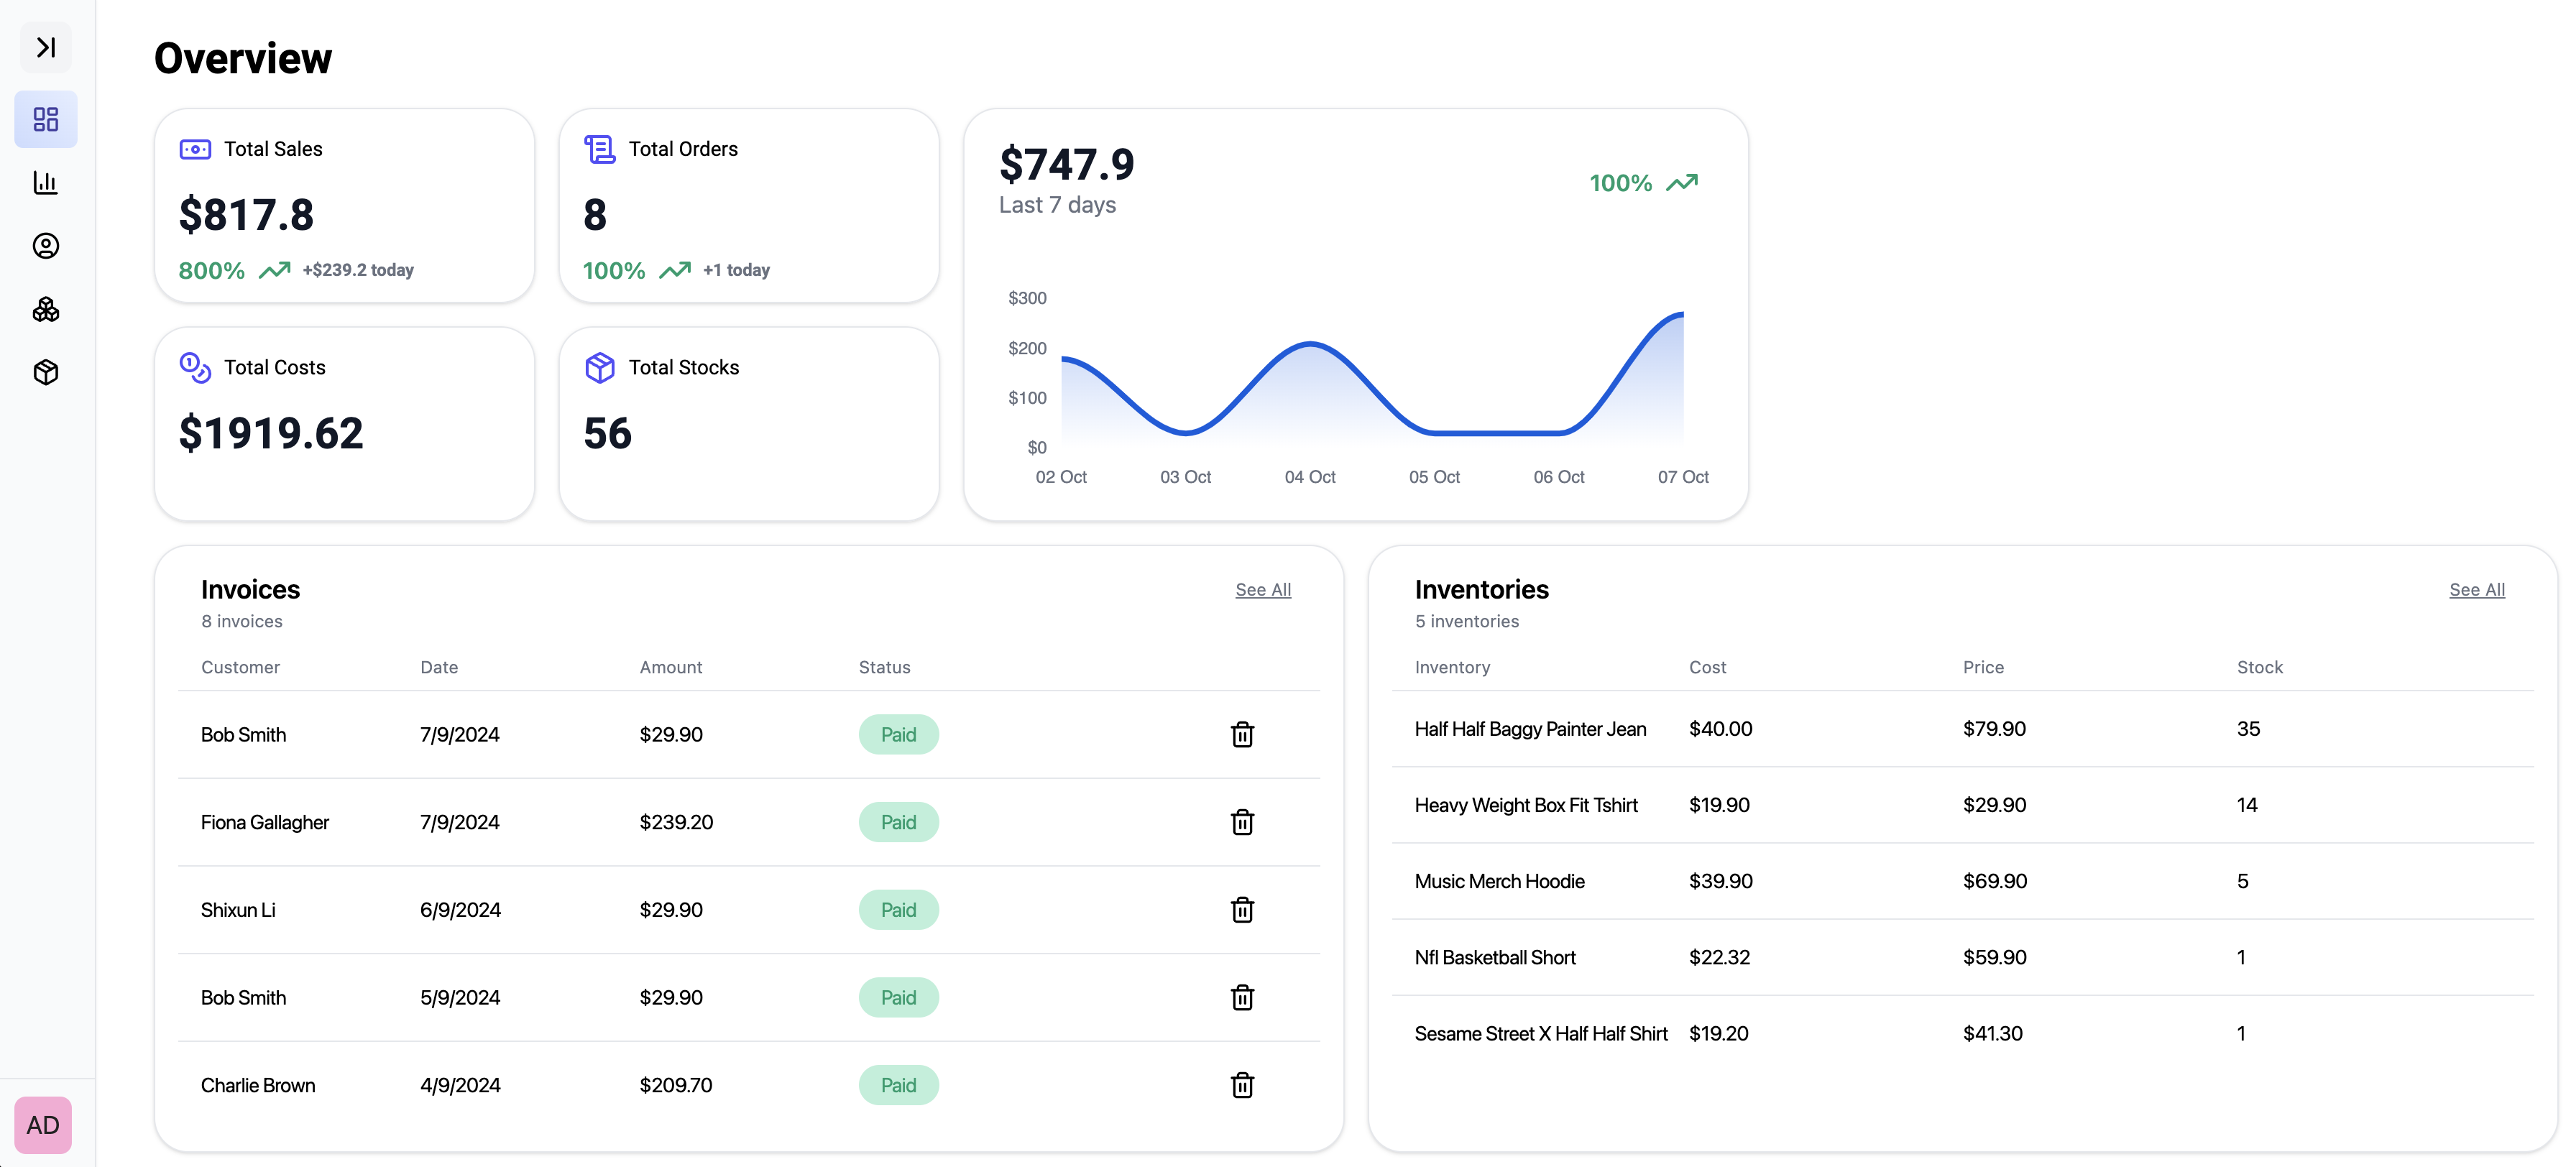 Overview
Total Sales
$817.8
800% +$239.2 today
Total Orders
8
100% +1 today
Total Costs
$1919.62
Total Stocks
56
$747.9
Last 7 days
100%
$300
$200
$100
$0
02 Oct 03 Oct 04 Oct 05 Oct 06 Oct 07 Oct
Invoices
See All
8 invoices
Customer Date Amount Status
Bob Smith 7/9/2024 $29.90 Paid
Fiona Gallagher 7/9/2024 $239.20 Paid
Shixun Li 6/9/2024 $29.90 Paid
Bob Smith 5/9/2024 $29.90 Paid
Charlie Brown 4/9/2024 $209.70 Paid
Inventories
See All
5 inventories
Inventory Cost Price Stock
Half Half Baggy Painter Jean $40.00 $79.90 35
Heavy Weight Box Fit Tshirt $19.90 $29.90 14
Music Merch Hoodie $39.90 $69.90 5
Nfl Basketball Short $22.32 $59.90 1
Sesame Street X Half Half Shirt $19.20 $41.30 1
AD